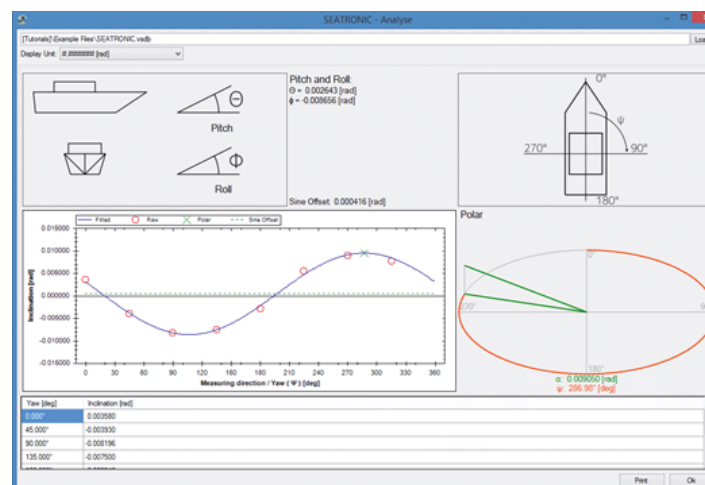 SEATRONIC - Analyse
[Tutorials]\Example Files\SEATRONIC.vsdb
Loa
Display Unit: #.####### [rad]
Pitch and Roll:
Θ = 0.002643 [rad]
ϕ = -0.008656 [rad]
Sine Offset: 0.000416 [rad]
Θ
Pitch
Φ
Roll
0°
ψ
270° 90°
180°
Fitted Raw Polar Sine Offset
0.015000
0.010000
0.005000
0.000000
-0.005000
-0.010000
-0.015000
Inclination [rad]
0 30 60 90 120 150 180 210 240 270 300 330 360
Measuring direction / Yaw ( Ψ ) [deg]
Polar
0°
270° 9
180°
α: 0.009050 [rad]
ψ: 286.98° [deg]
Yaw [deg] Inclination [rad]
0.000° 0.003580
45.000° -0.003930
90.000° -0.008196
135.000° -0.007500
Print Ok